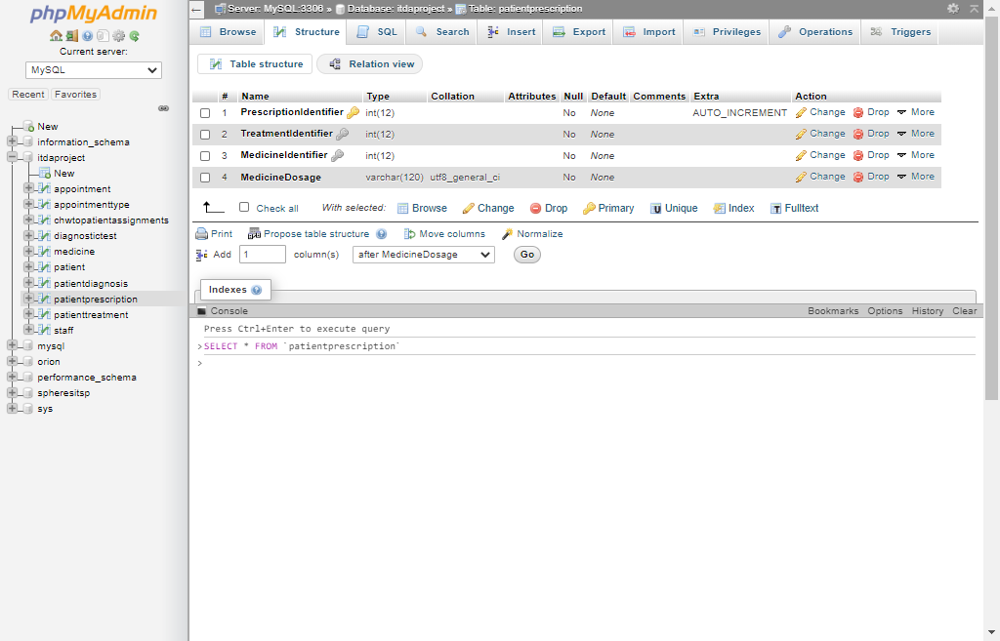 phpMyAdmin
Current server:
MySQL
Recent Favorites
New
information_schema
itdaproject
New
appointment
appointmenttype
chwtopatientassignments
diagnostictest
medicine
patient
patientdiagnosis
patientprescription
patienttreatment
staff
mysql
orion
performance_schema
spheresitsp
sys
Server: MySQL:3306 » Database: itdaproject » Table: patientprescription
Browse Structure SQL Search Insert Export Import Privileges Operations Triggers
Table structure Relation view
# Name Type Collation Attributes Null Default Comments Extra Action
1 PrescriptionIdentifier int(12) No None AUTO_INCREMENT Change Drop More
2 TreatmentIdentifier int(12) No None Change Drop More
3 MedicineIdentifier int(12) No None Change Drop More
4 MedicineDosage varchar(120) utf8_general_ci No None Change Drop More
Check all With selected: Browse Change Drop Primary Unique Index Fulltext
Print Propose table structure Move columns Normalize
Add 1 column(s) after MedicineDosage Go
Indexes
Console Bookmarks Options History Clear
Press Ctrl+Enter to execute query
>SELECT * FROM `patientprescription`
>